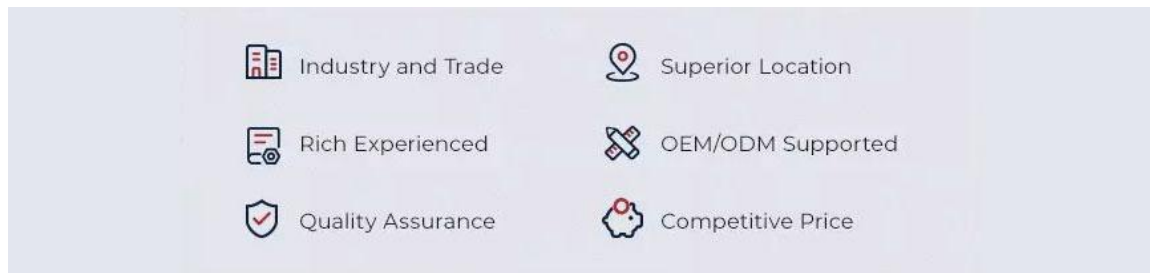 Industry and Trade
Superior Location
Rich Experienced
OEM/ODM Supported
Quality Assurance
Competitive Price